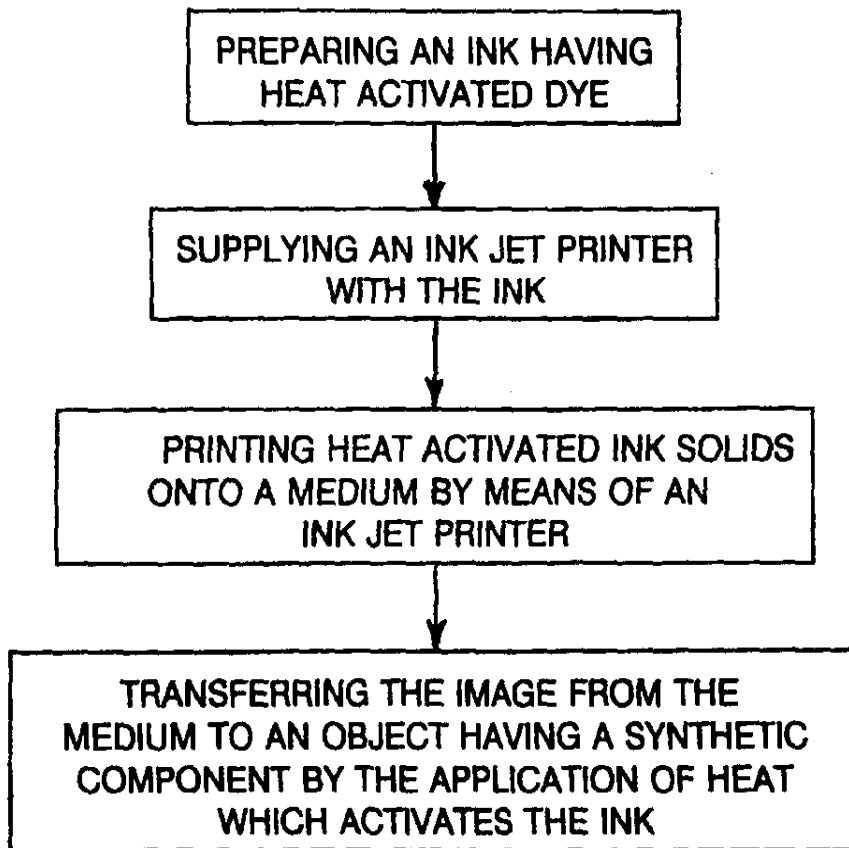 PREPARING AN INK HAVING
HEAT ACTIVATED DYE
SUPPLYING AN INK JET PRINTER
WITH THE INK
PRINTING HEAT ACTIVATED INK SOLIDS
ONTO A MEDIUM BY MEANS OF AN
INK JET PRINTER
TRANSFERRING THE IMAGE FROM THE
MEDIUM TO AN OBJECT HAVING A SYNTHETIC
COMPONENT BY THE APPLICATION OF HEAT
WHICH ACTIVATES THE INK